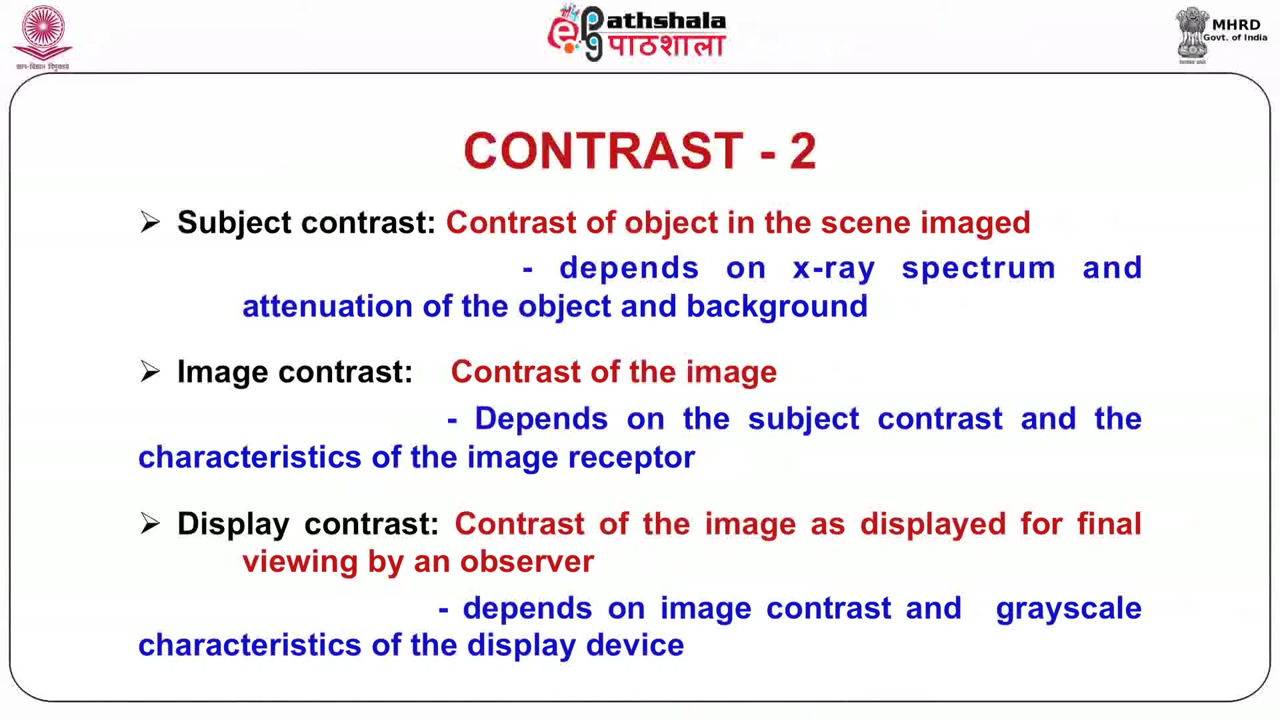 ज्ञान-विज्ञान विमुक्तये
Pathshala
पाठशाला
MHRD
Govt. of India
CONTRAST - 2
➢ Subject contrast: Contrast of object in the scene imaged
- depends on x-ray spectrum and
attenuation of the object and background
➢ Image contrast: Contrast of the image
- Depends on the subject contrast and the
characteristics of the image receptor
➢ Display contrast: Contrast of the image as displayed for final
viewing by an observer
- depends on image contrast and grayscale
characteristics of the display device